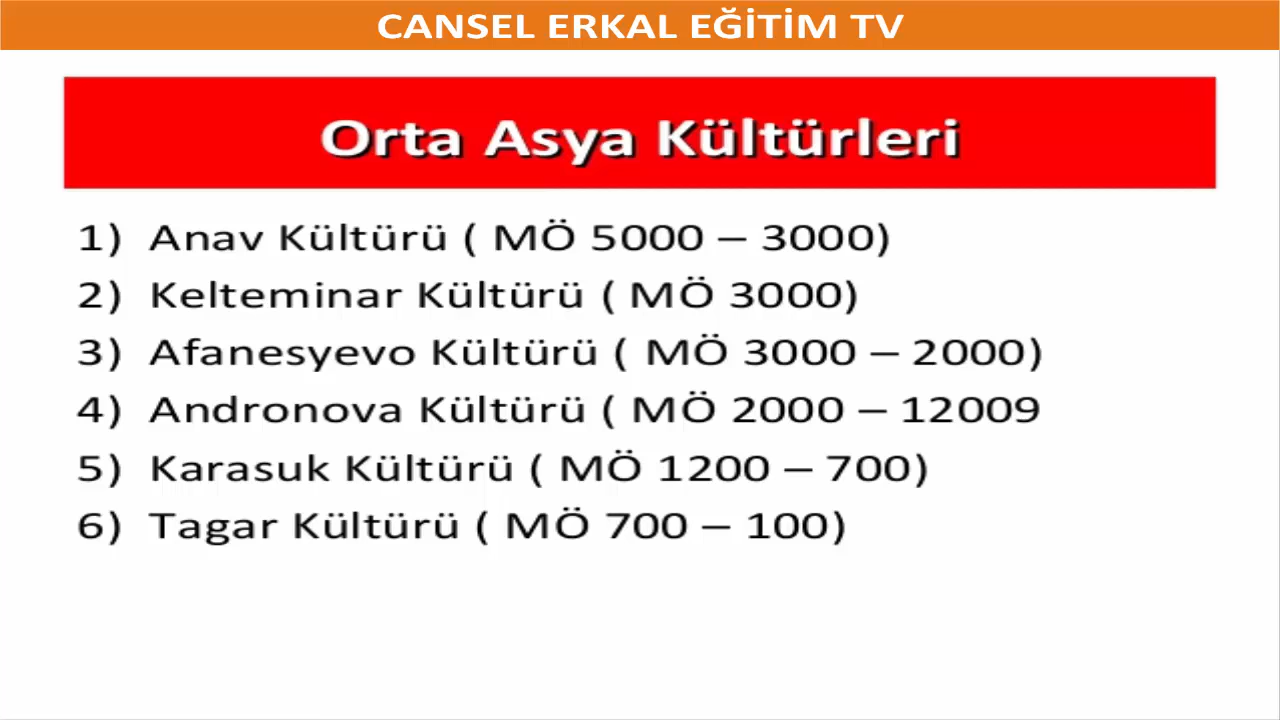 CANSEL ERKAL EĞİTİM TV
Orta Asya Kültürleri
1) Anav Kültürü ( MÖ 5000 – 3000)
2) Kelteminar Kültürü ( MÖ 3000)
3) Afanesyevo Kültürü ( MÖ 3000 – 2000)
4) Andronova Kültürü ( MÖ 2000 – 12009
5) Karasuk Kültürü ( MÖ 1200 – 700)
6) Tagar Kültürü ( MÖ 700 – 100)